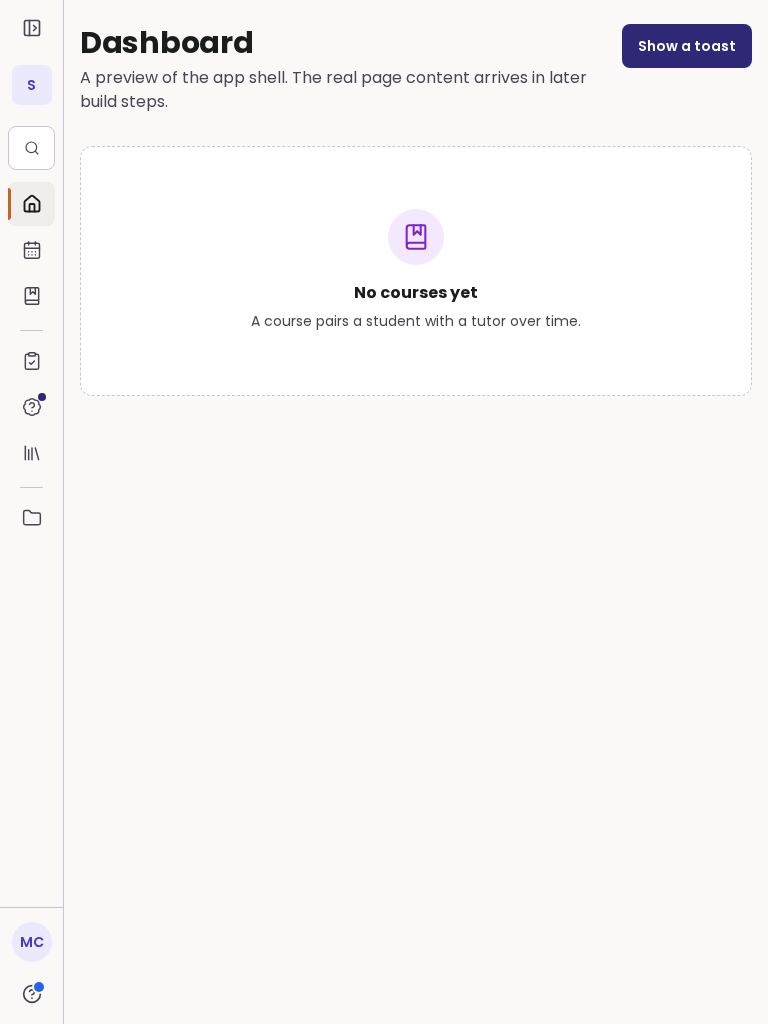 S
Dashboard
Show a toast
A preview of the app shell. The real page content arrives in later
build steps.
No courses yet
A course pairs a student with a tutor over time.
MC